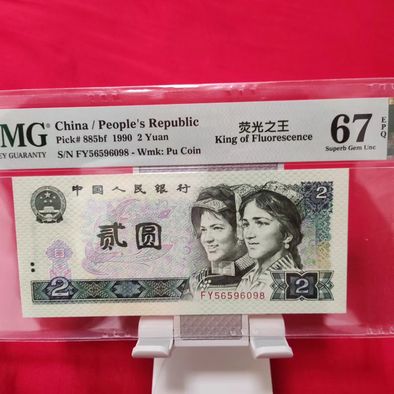 MG China / People's Republic 荧光之王 67 EPQ
Pick# 885bf 1990 2 Yuan King of Fluorescence Superb Gem Unc
EY GUARANTY S/N FY56596098 - Wmk: Pu Coin
中国人民银行 2
贰圆
2 FY56596098 2